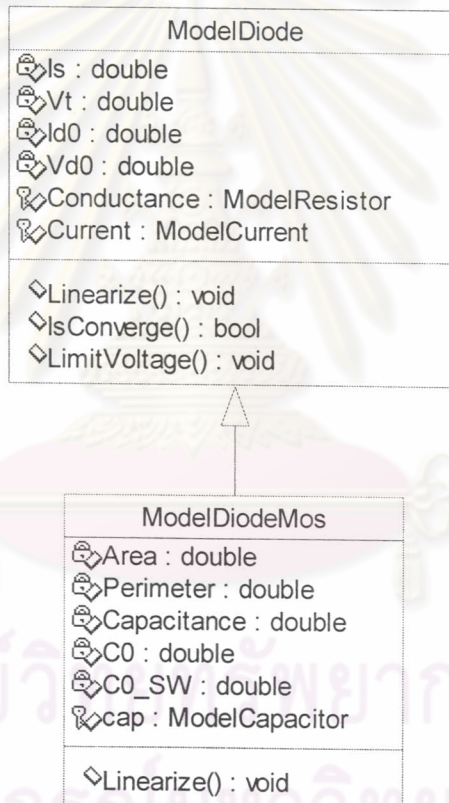 ModelDiode
Is : double
Vt : double
Id0 : double
Vd0 : double
Conductance : ModelResistor
Current : ModelCurrent
Linearize() : void
IsConverge() : bool
LimitVoltage() : void
ModelDiodeMos
Area : double
Perimeter : double
Capacitance : double
C0 : double
C0_SW : double
cap : ModelCapacitor
Linearize() : void